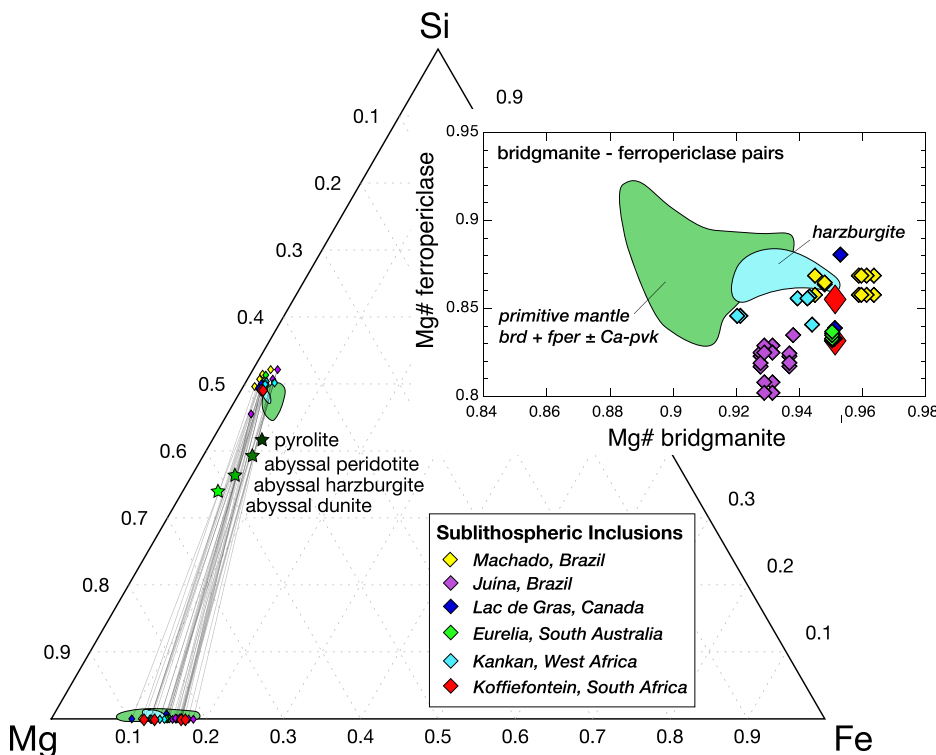 Si
0.9
0.1
0.95
bridgmanite - ferropericlase pairs
0.2
0.9
harzburgite
0.3
Mg# ferropericlase
0.85
primitive mantle
brd + fper ± Ca-pvk
0.4
0.8
0.84
0.86
0.88
0.9
0.92
0.94
0.96
0.98
0.5
Mg# bridgmanite
pyrolite
0.6
abyssal peridotite
abyssal harzburgite
abyssal dunite
0.3
0.7
Sublithospheric Inclusions
Machado, Brazil
0.2
Juína, Brazil
0.8
Lac de Gras, Canada
Eurelia, South Australia
0.1
0.9
Kankan, West Africa
Koffiefontein, South Africa
Mg
0.1
0.2
0.3
0.4
0.5
0.6
0.7
0.8
0.9
Fe